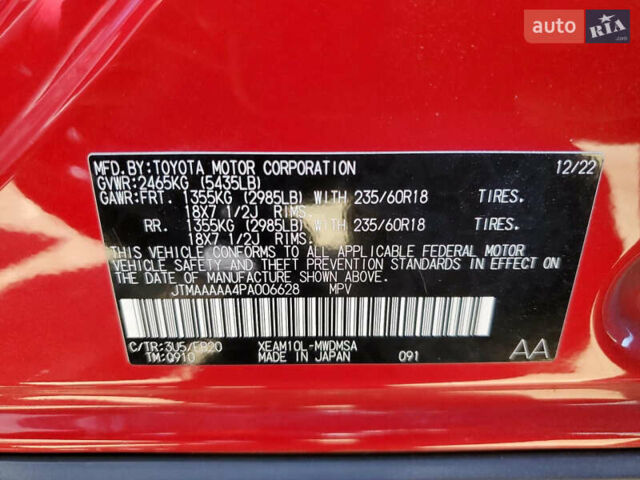 auto RIA .com
MFD.BY:TOYOTA MOTOR CORPORATION 12/22
GVWR:2465KG (5435LB)
GAWR:FRT. 1355KG (2985LB) WITH 235/60R18 TIRES.
18X7 1/2J RIMS.
RR. 1355KG (2985LB) WITH 235/60R18 TIRES.
18X7 1/2J RIMS.
THIS VEHICLE CONFORMS TO ALL APPLICABLE FEDERAL MOTOR
VEHICLE SAFETY AND THEFT PREVENTION STANDARDS IN EFFECT ON
THE DATE OF MANUFACTURE SHOWN ABOVE.
JTMAAAAA4PA006628 MPV
C/TR:3U5/EB20 XEAM10L-MWDMSA
TM:0910 MADE IN JAPAN 091 AA